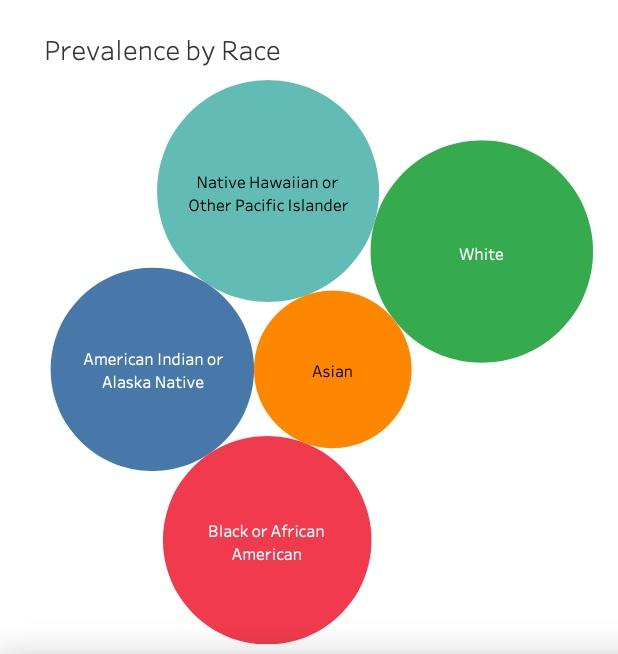 Prevalence by Race
Native Hawaiian or
Other Pacific Islander
White
American Indian or
Alaska Native
Asian
Black or African
American